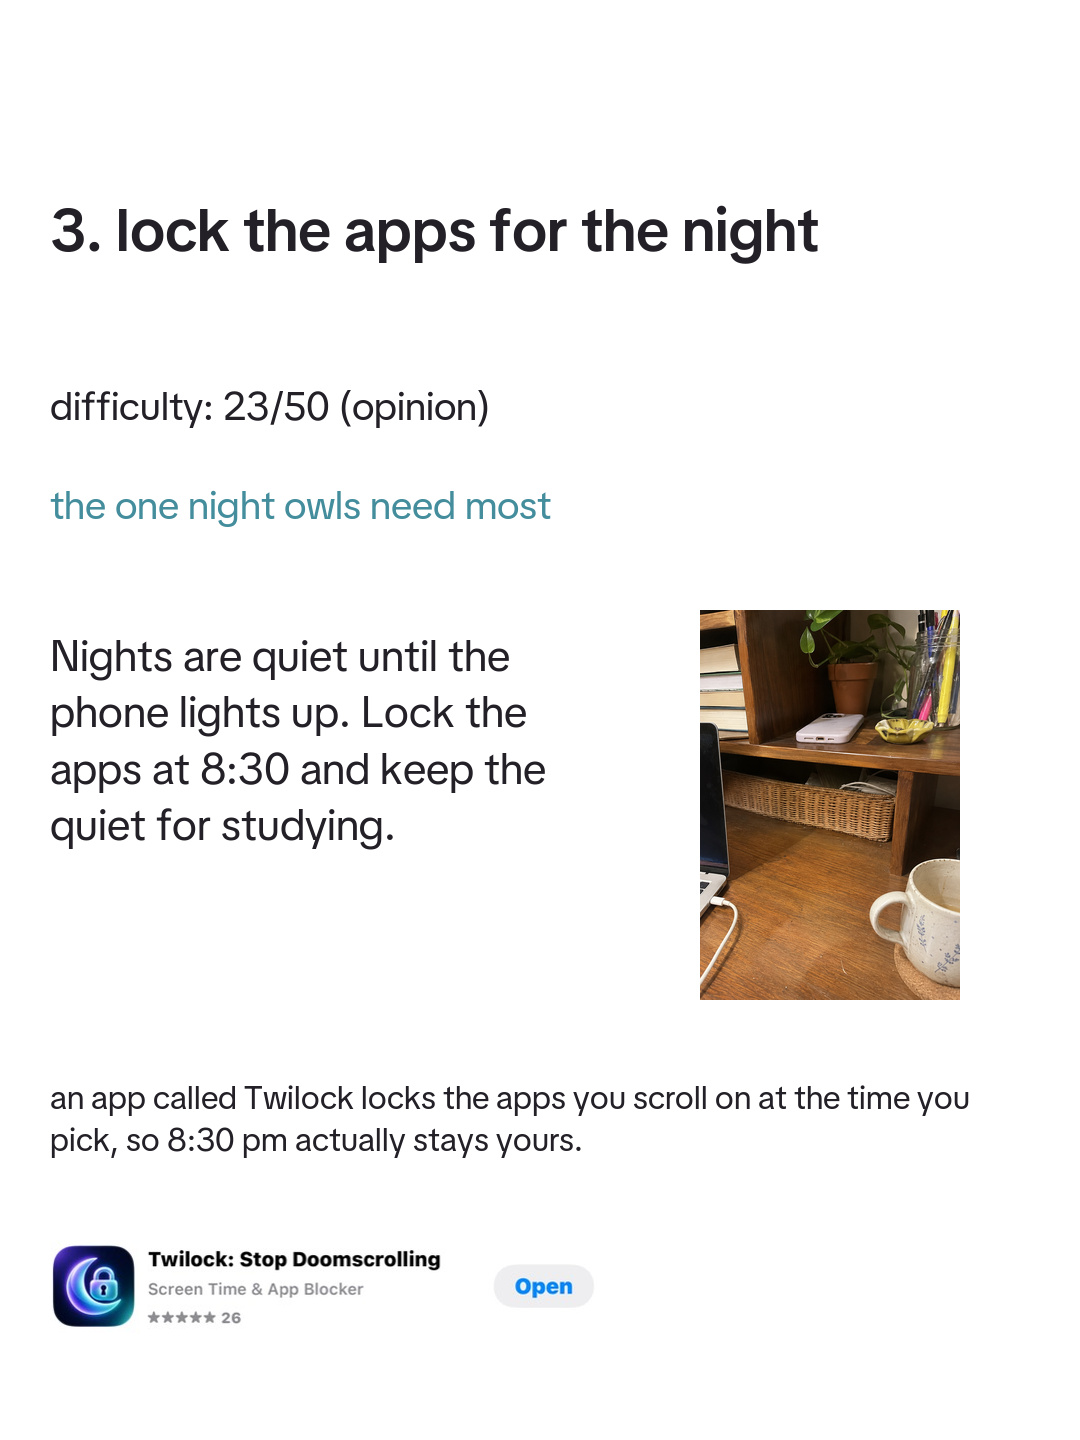 3. lock the apps for the night
difficulty: 23/50 (opinion)
the one night owls need most
Nights are quiet until the
phone lights up. Lock the
apps at 8:30 and keep the
quiet for studying.
an app called Twilock locks the apps you scroll on at the time you
pick, so 8:30 pm actually stays yours.
Twilock: Stop Doomscrolling
Screen Time & App Blocker
★★★★★ 26
Open